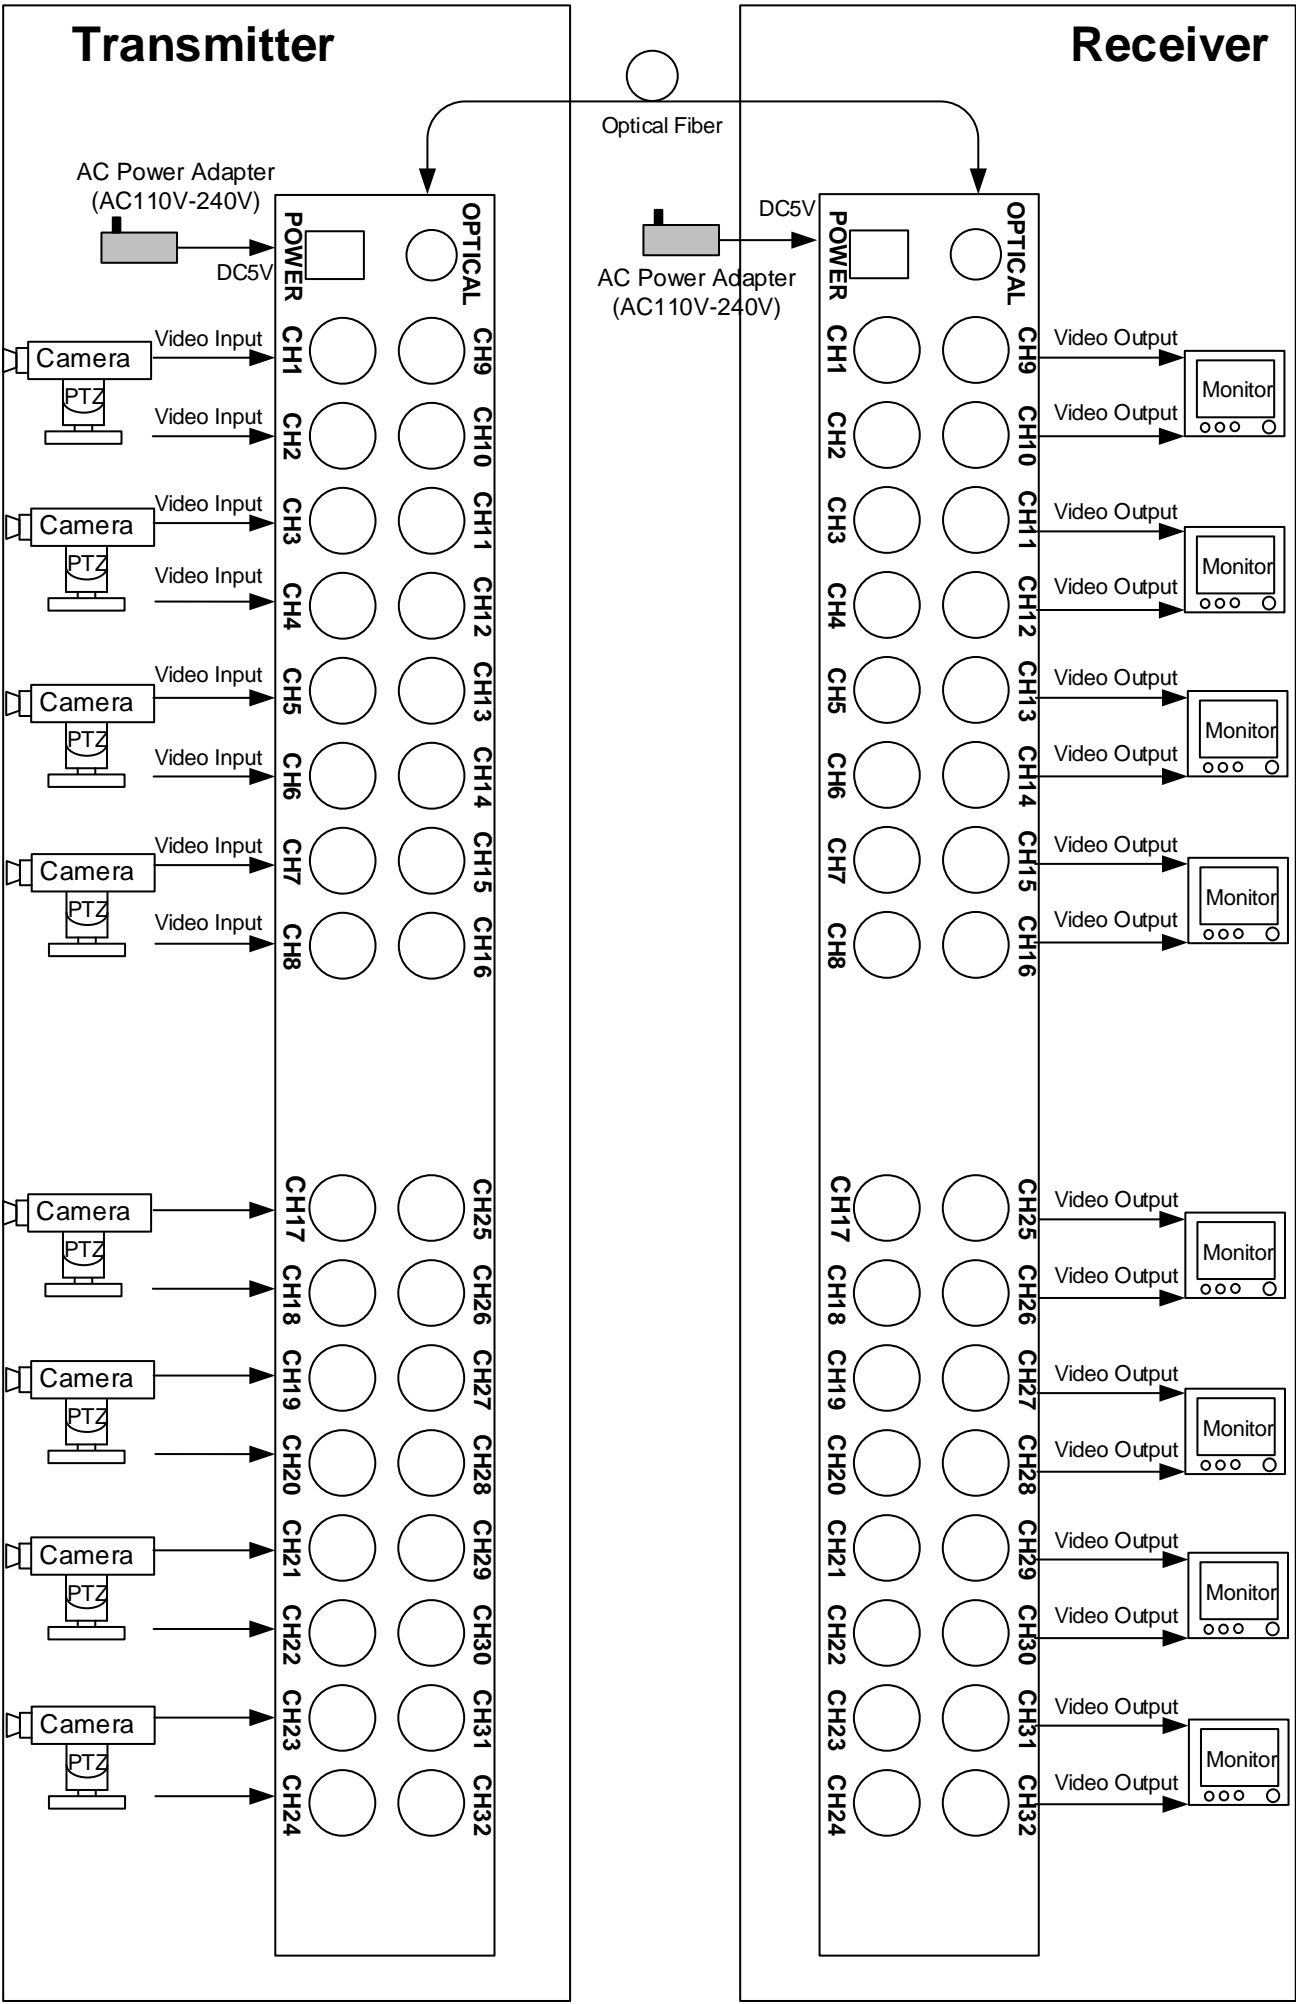 Transmitter
Receiver
Optical Fiber
AC Power Adapter
(AC110V-240V)
DC5V
POWER
OPTICAL
DC5V
AC Power Adapter
(AC110V-240V)
POWER
OPTICAL
Camera
PTZ
Video Input
CH1
CH9
CH1
CH9
Video Output
Monitor
Video Input
CH2
CH10
CH2
CH10
Video Output
Camera
PTZ
Video Input
CH3
CH11
CH3
CH11
Video Output
Monitor
Video Input
CH4
CH12
CH4
CH12
Video Output
Camera
PTZ
Video Input
CH5
CH13
CH5
CH13
Video Output
Monitor
Video Input
CH6
CH14
CH6
CH14
Video Output
Camera
PTZ
Video Input
CH7
CH15
CH7
CH15
Video Output
Monitor
Video Input
CH8
CH16
CH8
CH16
Video Output
Camera
PTZ
CH17
CH25
CH17
CH25
Video Output
Monitor
CH18
CH26
CH18
CH26
Video Output
Camera
PTZ
CH19
CH27
CH19
CH27
Video Output
Monitor
CH20
CH28
CH20
CH28
Video Output
Camera
PTZ
CH21
CH29
CH21
CH29
Video Output
Monitor
CH22
CH30
CH22
CH30
Video Output
Camera
PTZ
CH23
CH31
CH23
CH31
Video Output
Monitor
CH24
CH32
CH24
CH32
Video Output